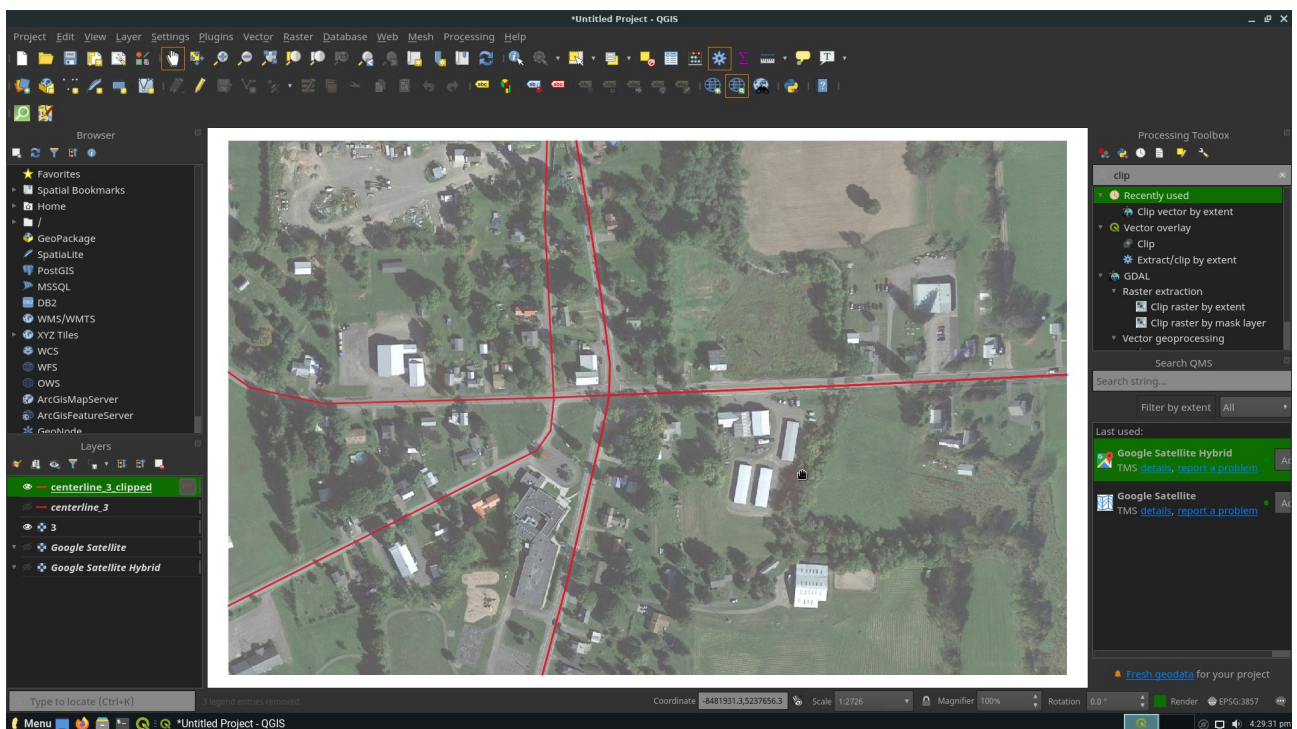 *Untitled Project - QGIS
Project Edit View Layer Settings Plugins Vector Raster Database Web Mesh Processing Help
Browser
Favorites
Spatial Bookmarks
Home
/
GeoPackage
SpatiaLite
PostGIS
MSSQL
DB2
WMS/WMTS
XYZ Tiles
WCS
WFS
OWS
ArcGisMapServer
ArcGisFeatureServer
GeoNode
Layers
centerline_3_clipped
centerline_3
3
Google Satellite
Google Satellite Hybrid
Processing Toolbox
clip
Recently used
Clip vector by extent
Vector overlay
Clip
Extract/clip by extent
GDAL
Raster extraction
Clip raster by extent
Clip raster by mask layer
Vector geoprocessing
Search QMS
Search string...
Filter by extent All
Last used:
Google Satellite Hybrid
TMS details, report a problem
Google Satellite
TMS details, report a problem
Fresh geodata for your project
Type to locate (Ctrl+K) 3 legend entries removed. Coordinate -8481931.3,5237656.3 Scale 1:2726 Magnifier 100% Rotation 0.0 ° Render EPSG:3857
Menu *Untitled Project - QGIS 4:29:31 pm